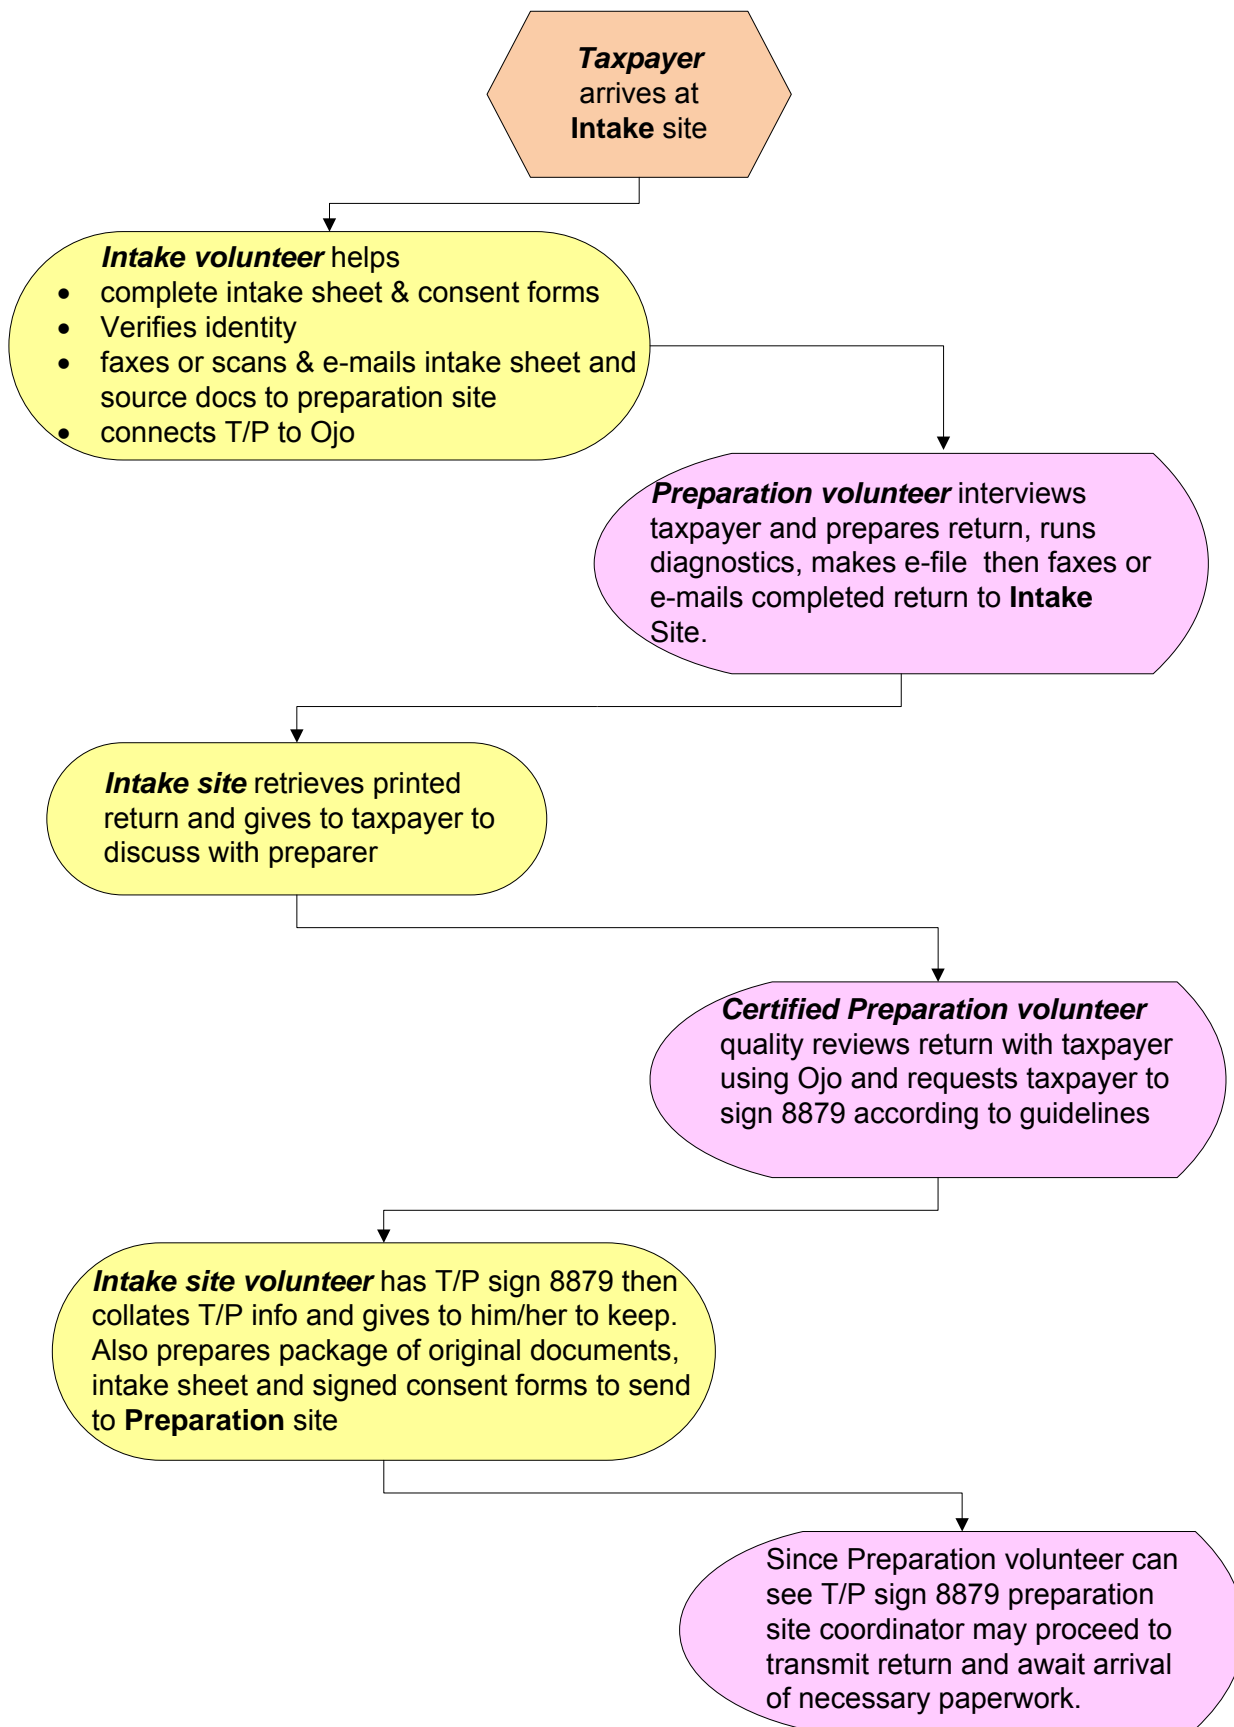 Taxpayer
arrives at
Intake site
Intake volunteer helps
• complete intake sheet & consent forms
• Verifies identity
• faxes or scans & e-mails intake sheet and
source docs to preparation site
• connects T/P to Ojo
Preparation volunteer interviews
taxpayer and prepares return, runs
diagnostics, makes e-file then faxes or
e-mails completed return to Intake
Site.
Intake site retrieves printed
return and gives to taxpayer to
discuss with preparer
Certified Preparation volunteer
quality reviews return with taxpayer
using Ojo and requests taxpayer to
sign 8879 according to guidelines
Intake site volunteer has T/P sign 8879 then
collates T/P info and gives to him/her to keep.
Also prepares package of original documents,
intake sheet and signed consent forms to send
to Preparation site
Since Preparation volunteer can
see T/P sign 8879 preparation
site coordinator may proceed to
transmit return and await arrival
of necessary paperwork.